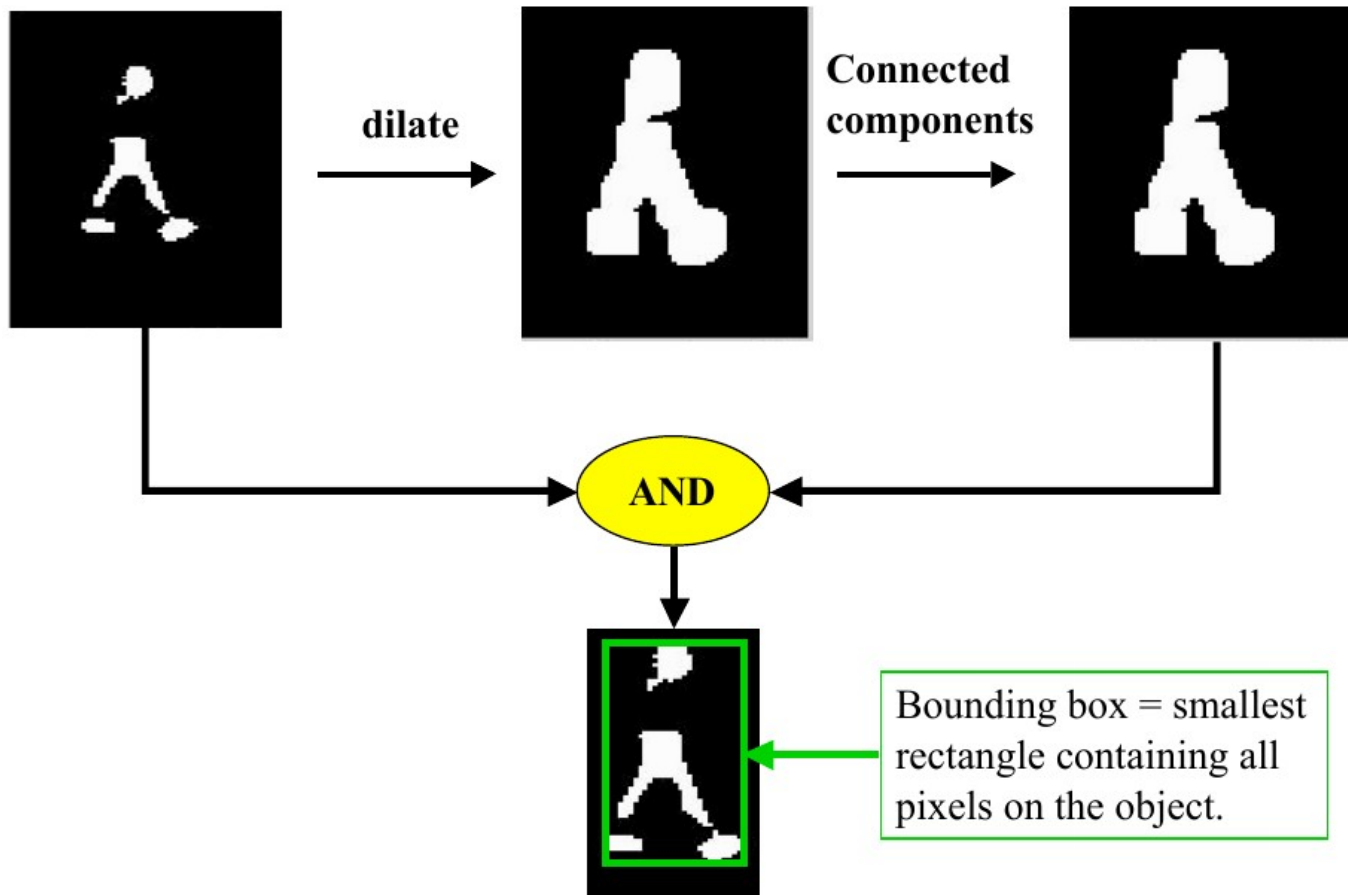 dilate
Connected
components
AND
Bounding box = smallest
rectangle containing all
pixels on the object.